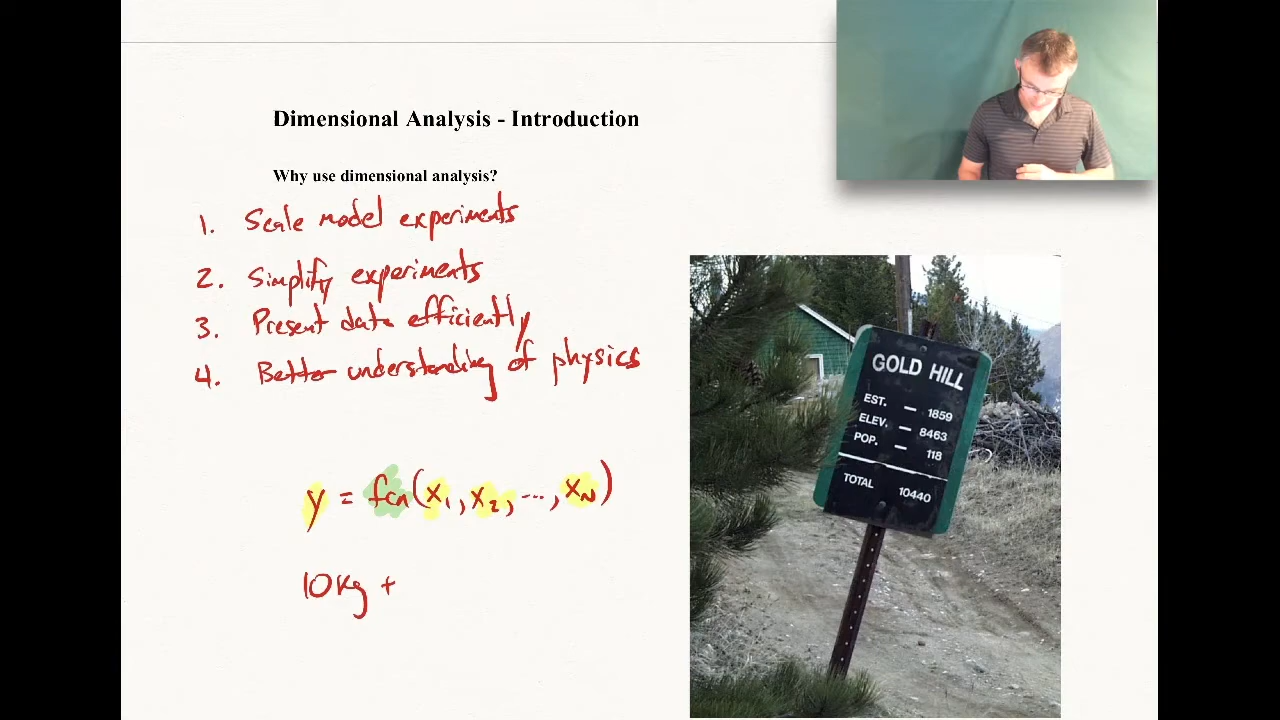 Dimensional Analysis - Introduction
Why use dimensional analysis?
1. Scale model experiments
2. Simplify experiments
3. Present data efficiently
4. Better understanding of physics
y = fcn(x₁, x₂, ..., x_N)
10kg +
GOLD HILL
EST. — 1859
ELEV. — 8463
POP. — 118
TOTAL 10440